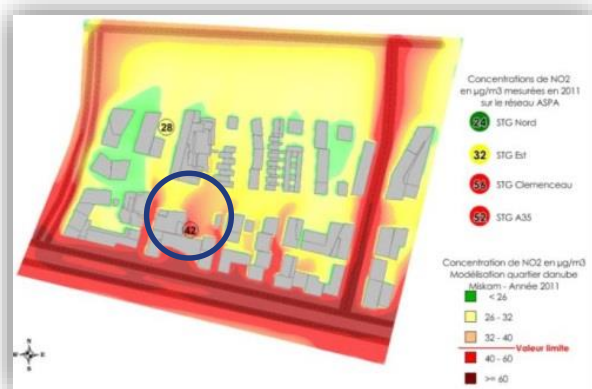 28
42
Concentrations de NO2
en µg/m3 mesurées en 2011
sur le réseau ASPA
24 STG Nord
32 STG Est
56 STG Clemenceau
52 STG A35
Concentration de NO2 en µg/m3
Modélisation quartier danube
Miskam - Année 2011
< 26
26 - 32
32 - 40
Valeur limite
40 - 60
>= 60